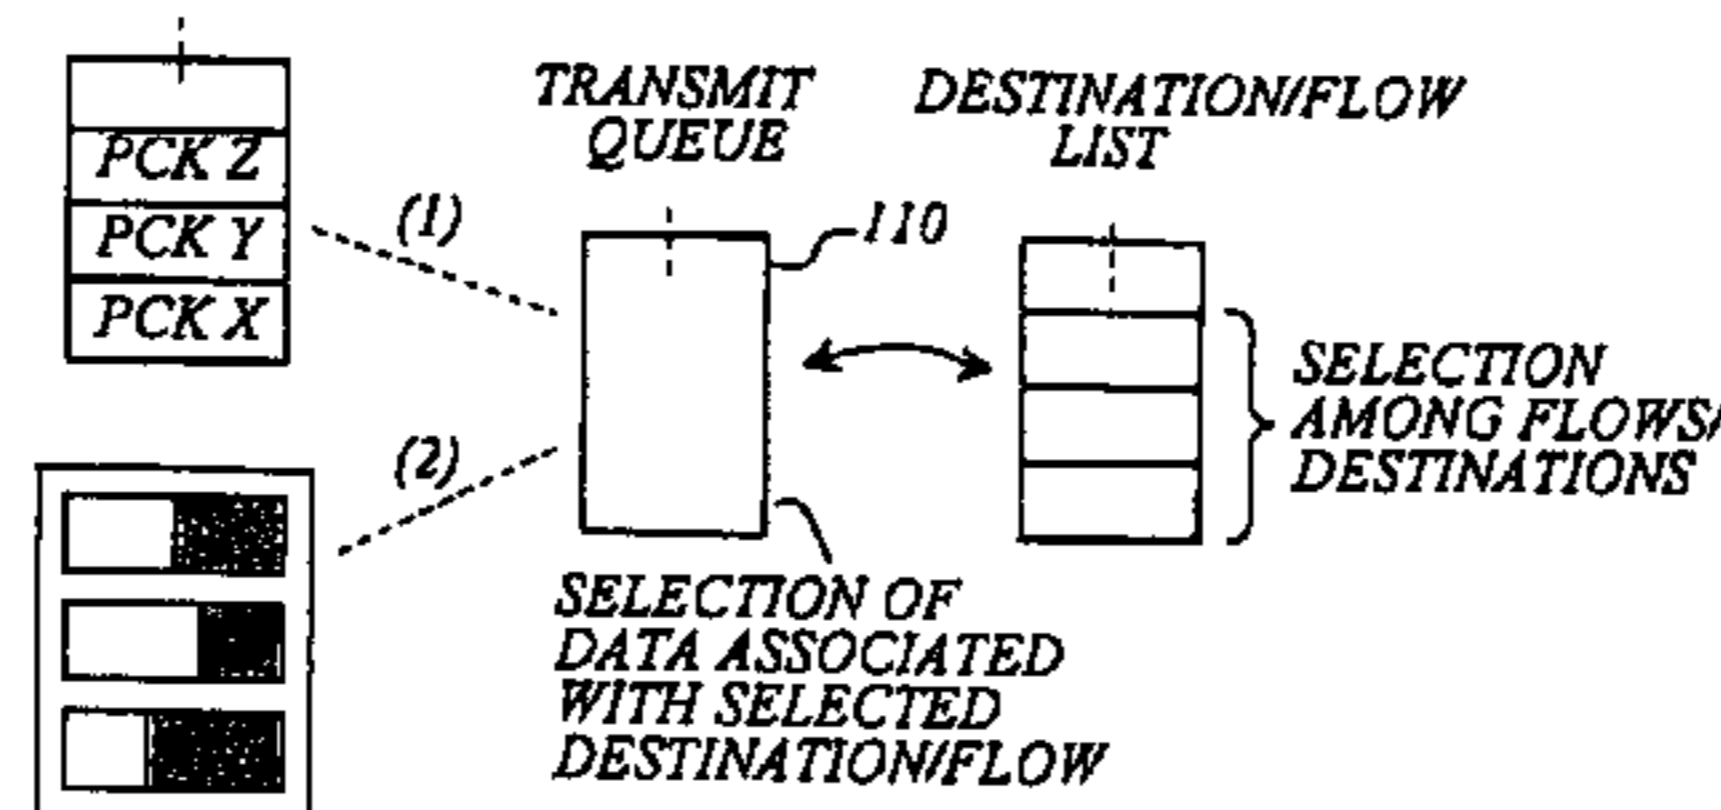 PCK Z
PCK Y
PCK X
(1)
(2)
TRANSMIT
QUEUE
110
DESTINATION/FLOW
LIST
SELECTION
AMONG FLOWS/
DESTINATIONS
SELECTION OF
DATA ASSOCIATED
WITH SELECTED
DESTINATION/FLOW